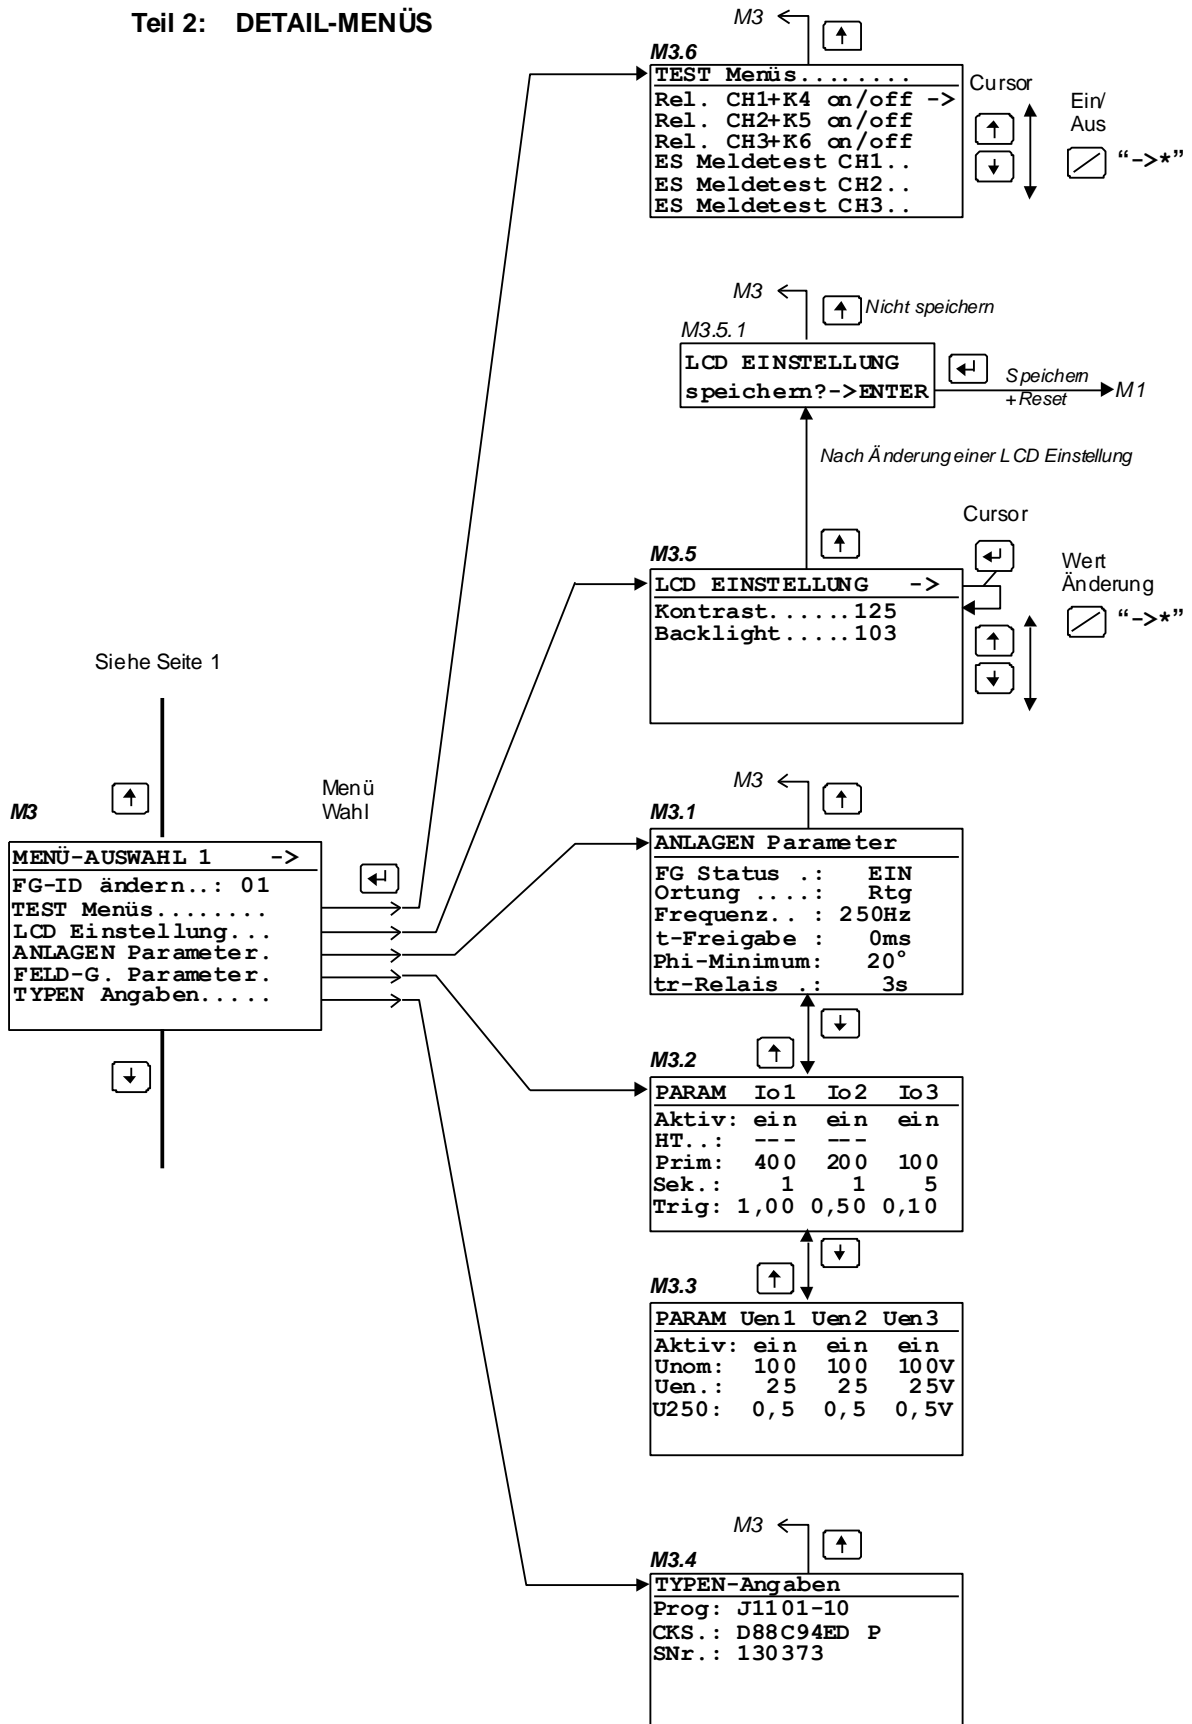 Teil 2: DETAIL-MENÜS
M3
M3.6
TEST Menüs........
Rel. CH1+K4 on/off ->
Rel. CH2+K5 on/off
Rel. CH3+K6 on/off
ES Meldetest CH1..
ES Meldetest CH2..
ES Meldetest CH3..
Cursor
Ein/
Aus
“->*”
M3
Nicht speichern
M3.5.1
LCD EINSTELLUNG
speichern?->ENTER
Speichern
+Reset
M1
Nach Änderung einer LCD Einstellung
Cursor
M3.5
LCD EINSTELLUNG ->
Kontrast......125
Backlight.....103
Wert
Änderung
“->*”
Siehe Seite 1
M3
Menü
Wahl
MENÜ-AUSWAHL 1 ->
FG-ID ändern..: 01
TEST Menüs........
LCD Einstellung...
ANLAGEN Parameter.
FELD-G. Parameter.
TYPEN Angaben.....
M3
M3.1
ANLAGEN Parameter
FG Status .: EIN
Ortung ....: Rtg
Frequenz.. : 250Hz
t-Freigabe : 0ms
Phi-Minimum: 20°
tr-Relais .: 3s
M3.2
PARAM Io1 Io2 Io3
Aktiv: ein ein ein
HT..: --- ---
Prim: 400 200 100
Sek.: 1 1 5
Trig: 1,00 0,50 0,10
M3.3
PARAM Uen1 Uen2 Uen3
Aktiv: ein ein ein
Unom: 100 100 100V
Uen.: 25 25 25V
U250: 0,5 0,5 0,5V
M3
M3.4
TYPEN-Angaben
Prog: J1101-10
CKS.: D88C94ED P
SNr.: 130373